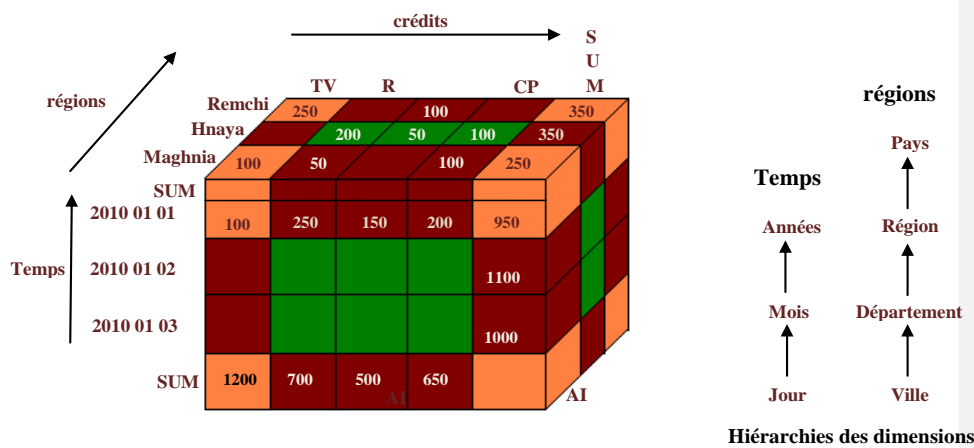 crédits
S
U
M
régions
TV R CP
Remchi 250 100 350
Hnaya 200 50 100 350
Maghnia 100 50 100 250
SUM
2010 01 01 100 250 150 200 950
Temps
2010 01 02 1100
2010 01 03 1000
SUM 1200 700 500 650
AI AI
régions
Pays
Temps
Années Région
Mois Département
Jour Ville
Hiérarchies des dimensions